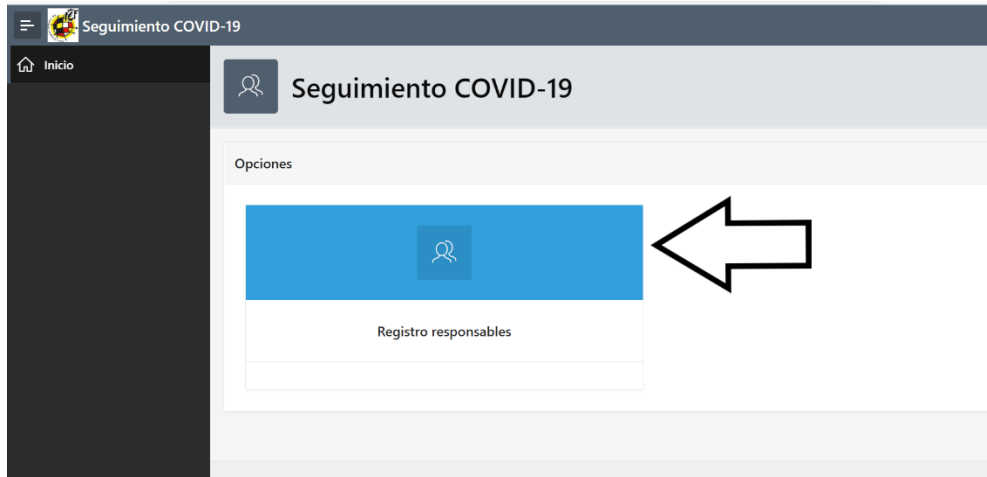 Seguimiento COVID-19
Inicio
Seguimiento COVID-19
Opciones
Registro responsables